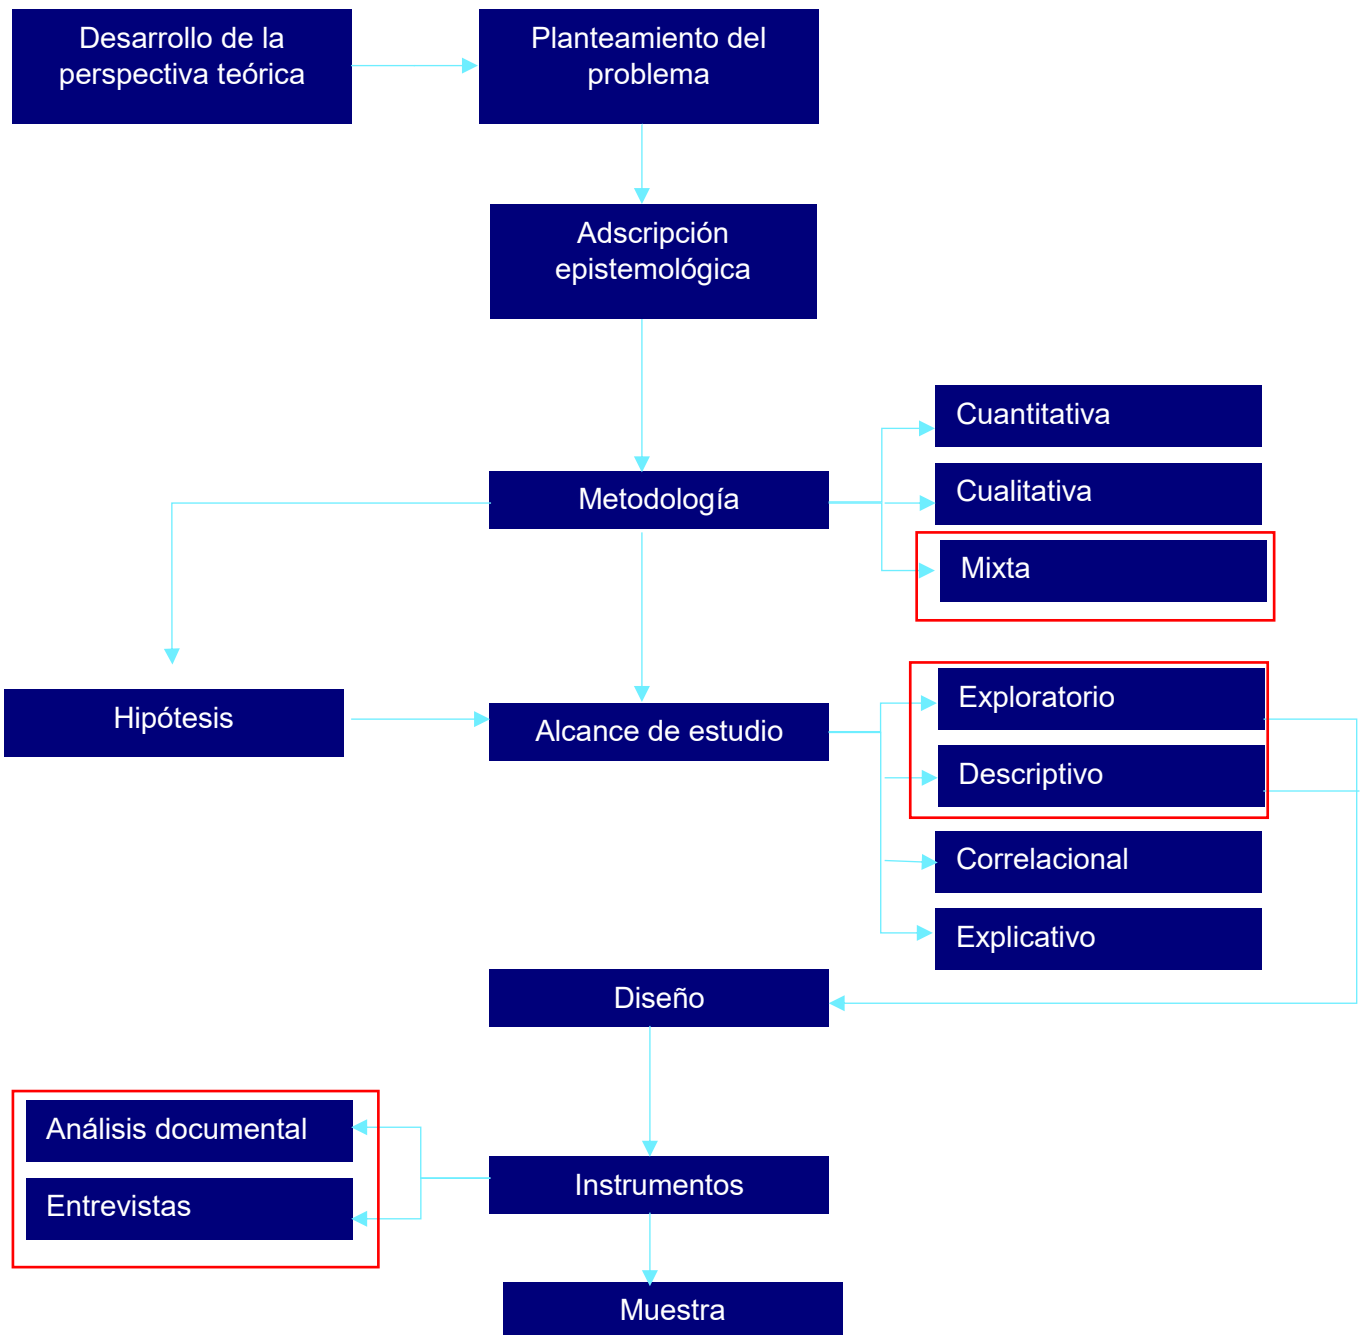 Desarrollo de la
perspectiva teórica
Planteamiento del
problema
Adscripción
epistemológica
Cuantitativa
Metodología
Cualitativa
Mixta
Hipótesis
Alcance de estudio
Exploratorio
Descriptivo
Correlacional
Explicativo
Diseño
Análisis documental
Instrumentos
Entrevistas
Muestra